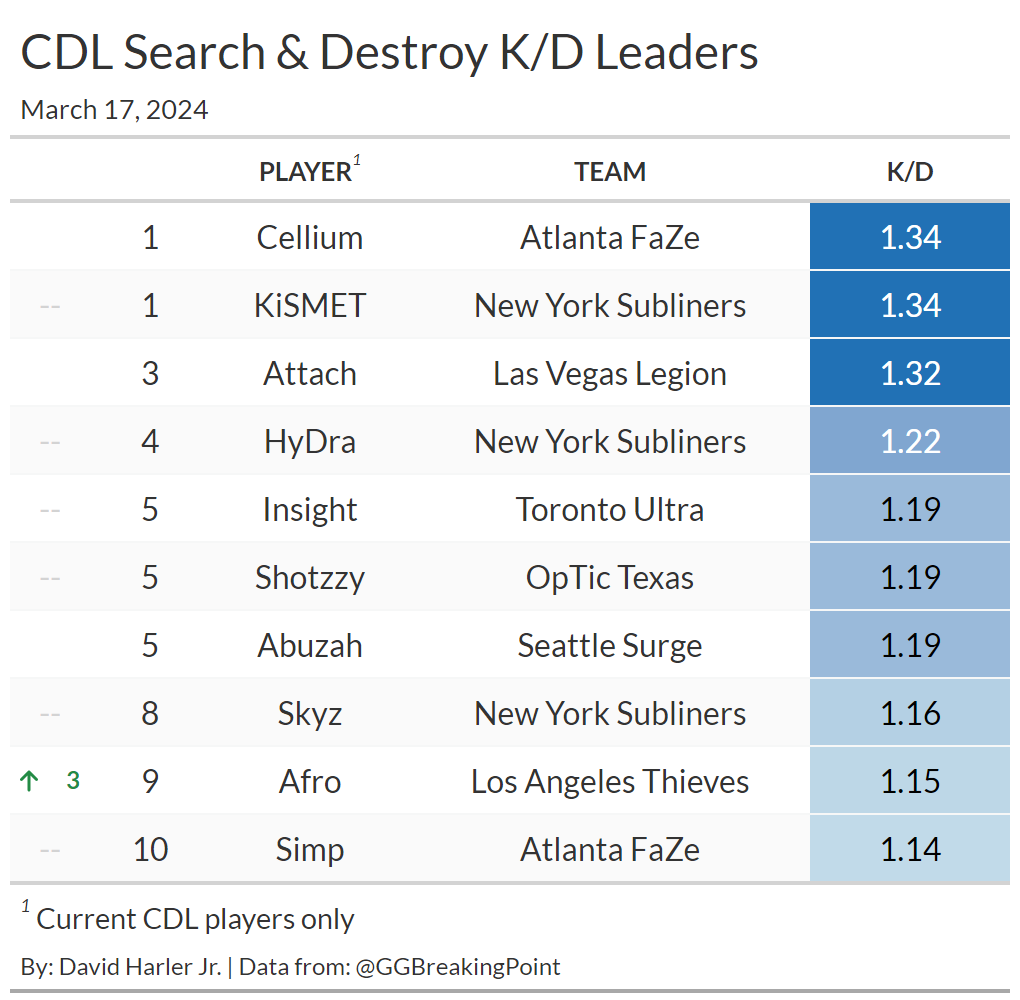 CDL Search & Destroy K/D Leaders
March 17, 2024
PLAYER1 TEAM K/D
1 Cellium Atlanta FaZe 1.34
-- 1 KiSMET New York Subliners 1.34
3 Attach Las Vegas Legion 1.32
-- 4 HyDra New York Subliners 1.22
-- 5 Insight Toronto Ultra 1.19
-- 5 Shotzzy OpTic Texas 1.19
5 Abuzah Seattle Surge 1.19
-- 8 Skyz New York Subliners 1.16
↑ 3 9 Afro Los Angeles Thieves 1.15
-- 10 Simp Atlanta FaZe 1.14
1 Current CDL players only
By: David Harler Jr. | Data from: @GGBreakingPoint